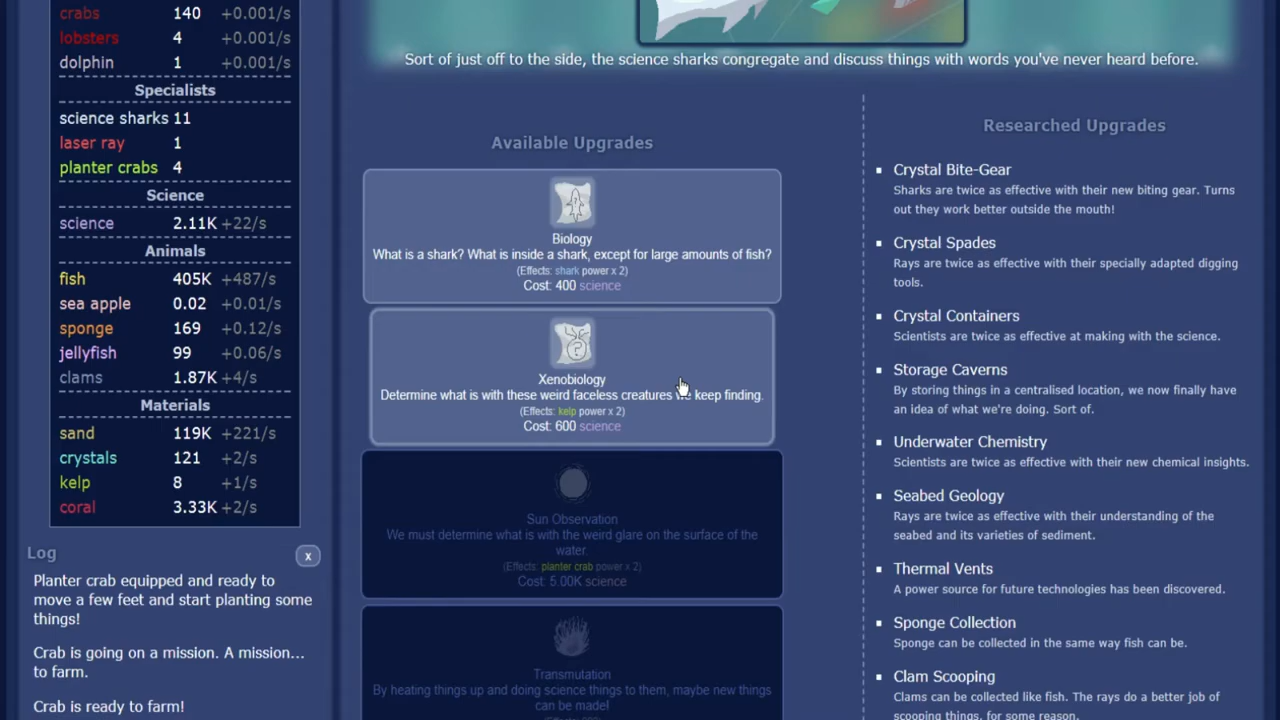 crabs 140 +0.001/s
lobsters 4 +0.001/s
dolphin 1 +0.001/s
Specialists
science sharks 11
laser ray 1
planter crabs 4
Science
science 2.11K +22/s
Animals
fish 405K +487/s
sea apple 0.02 +0.01/s
sponge 169 +0.12/s
jellyfish 99 +0.06/s
clams 1.87K +4/s
Materials
sand 119K +221/s
crystals 121 +2/s
kelp 8 +1/s
coral 3.33K +2/s
Log
x
Planter crab equipped and ready to
move a few feet and start planting some
things!
Crab is going on a mission. A mission...
to farm.
Crab is ready to farm!
Sort of just off to the side, the science sharks congregate and discuss things with words you've never heard before.
Available Upgrades
Biology
What is a shark? What is inside a shark, except for large amounts of fish?
(Effects: shark power x 2)
Cost: 400 science
Xenobiology
Determine what is with these weird faceless creatures we keep finding.
(Effects: kelp power x 2)
Cost: 600 science
Sun Observation
We must determine what is with the weird glare on the surface of the
water.
(Effects: planter crab power x 2)
Cost: 5.00K science
Transmutation
By heating things up and doing science things to them, maybe new things
can be made!
Researched Upgrades
Crystal Bite-Gear
Sharks are twice as effective with their new biting gear. Turns
out they work better outside the mouth!
Crystal Spades
Rays are twice as effective with their specially adapted digging
tools.
Crystal Containers
Scientists are twice as effective at making with the science.
Storage Caverns
By storing things in a centralised location, we now finally have
an idea of what we're doing. Sort of.
Underwater Chemistry
Scientists are twice as effective with their new chemical insights.
Seabed Geology
Rays are twice as effective with their understanding of the
seabed and its varieties of sediment.
Thermal Vents
A power source for future technologies has been discovered.
Sponge Collection
Sponge can be collected in the same way fish can be.
Clam Scooping
Clams can be collected like fish. The rays do a better job of
scooping things, for some reason.